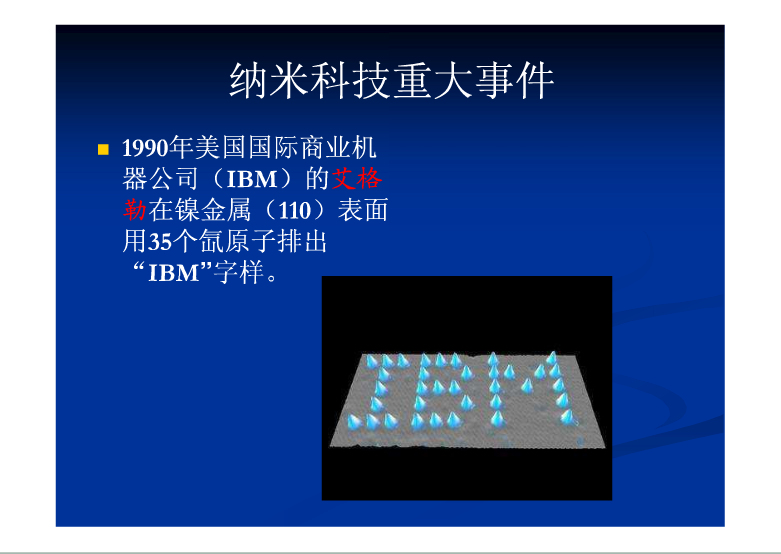 纳米科技重大事件
1990年美国国际商业机
器公司（IBM）的艾格
勒在镍金属（110）表面
用35个氙原子排出
“IBM”字样。
IBM